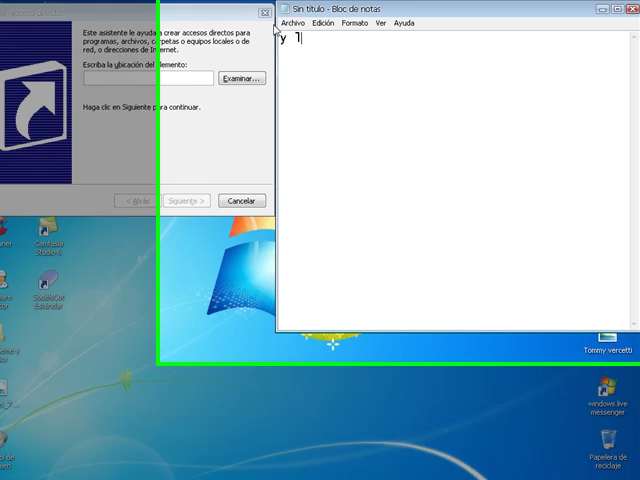 acceso directo
Este asistente le ayuda a crear accesos directos para
programas, archivos, carpetas o equipos locales o de
red, o direcciones de Internet.
Escriba la ubicación del elemento:
Examinar...
Haga clic en Siguiente para continuar.
< Atrás
Siguiente >
Cancelar
Sin título - Bloc de notas
Archivo Edición Formato Ver Ayuda
y l
Camtasia
Studio 6
Estándar
Tommy vercetti
windows live
messenger
Papelera de
reciclaje